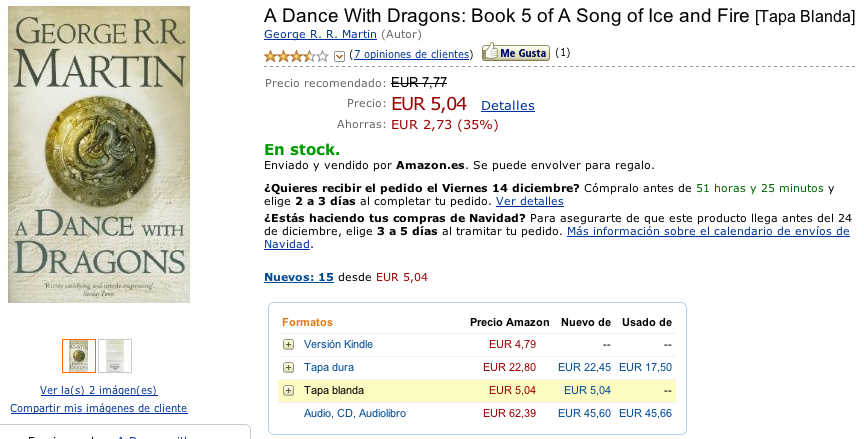 GEORGE R.R.
MARTIN
A DANCE WITH
DRAGONS
Sunday Times
Ver la(s) 2 imágen(es)
Compartir mis imágenes de cliente
A Dance With Dragons: Book 5 of A Song of Ice and Fire [Tapa Blanda]
George R. R. Martin (Autor)
(7 opiniones de clientes) Me Gusta (1)
Precio recomendado: EUR 7,77
Precio: EUR 5,04 Detalles
Ahorras: EUR 2,73 (35%)
En stock.
Enviado y vendido por Amazon.es. Se puede envolver para regalo.
¿Quieres recibir el pedido el Viernes 14 diciembre? Cómpralo antes de 51 horas y 25 minutos y
elige 2 a 3 días al completar tu pedido. Ver detalles
¿Estás haciendo tus compras de Navidad? Para asegurarte de que este producto llega antes del 24
de diciembre, elige 3 a 5 días al tramitar tu pedido. Más información sobre el calendario de envíos de
Navidad.
Nuevos: 15 desde EUR 5,04
Formatos Precio Amazon Nuevo de Usado de
Versión Kindle EUR 4,79 -- --
Tapa dura EUR 22,80 EUR 22,45 EUR 17,50
Tapa blanda EUR 5,04 EUR 5,04 --
Audio, CD, Audiolibro EUR 62,39 EUR 45,60 EUR 45,66